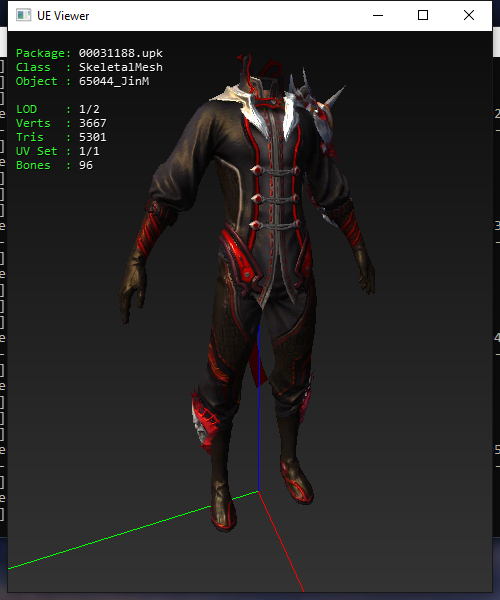 UE Viewer
Package: 00031188.upk
Class : SkeletalMesh
Object : 65044_JinM
LOD : 1/2
Verts : 3667
Tris : 5301
UV Set : 1/1
Bones : 96